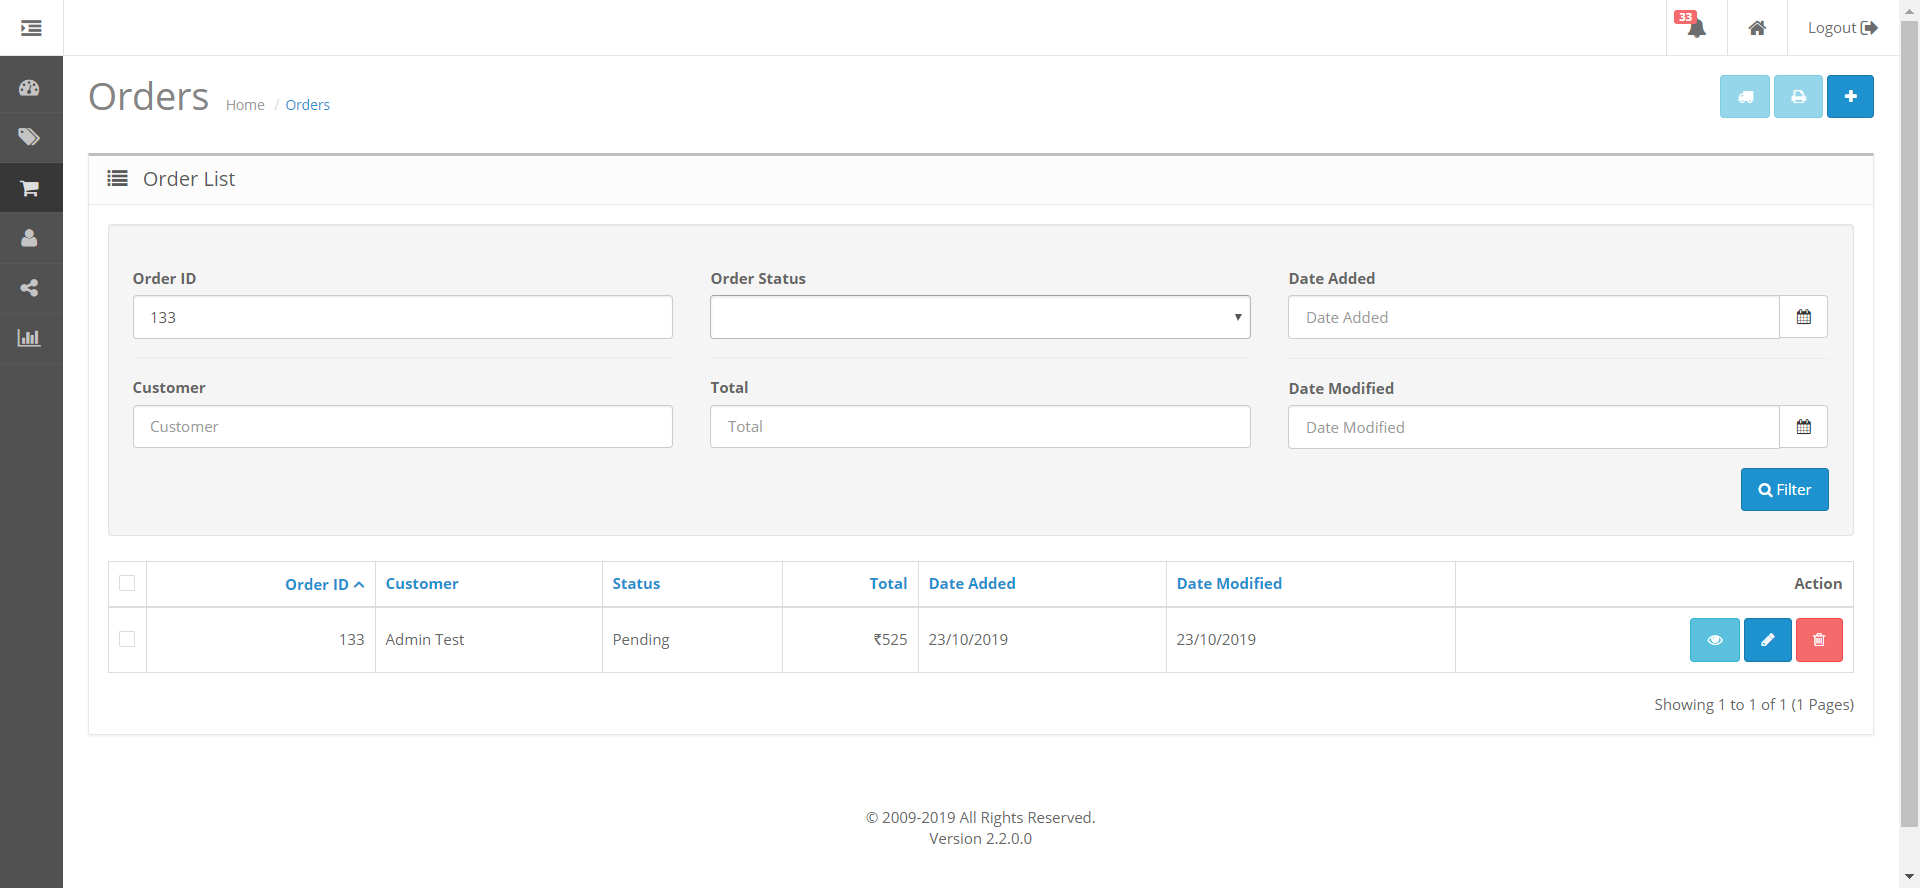 33
Logout
Orders Home / Orders
Order List
Order ID Order Status Date Added
133 Date Added
Customer Total Date Modified
Customer Total Date Modified
Filter
Order ID Customer Status Total Date Added Date Modified Action
133 Admin Test Pending ₹525 23/10/2019 23/10/2019
Showing 1 to 1 of 1 (1 Pages)
© 2009-2019 All Rights Reserved.
Version 2.2.0.0